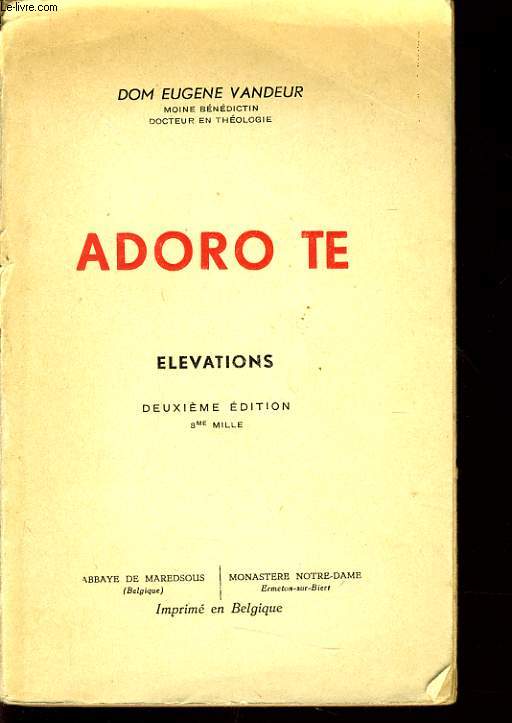 Le-livre.com
DOM EUGENE VANDEUR
MOINE BÉNÉDICTIN
DOCTEUR EN THÉOLOGIE
ADORO TE
ELEVATIONS
DEUXIÈME ÉDITION
8ME MILLE
ABBAYE DE MAREDSOUS
(Belgique)
MONASTERE NOTRE-DAME
Ermeton-sur-Biert
Imprimé en Belgique